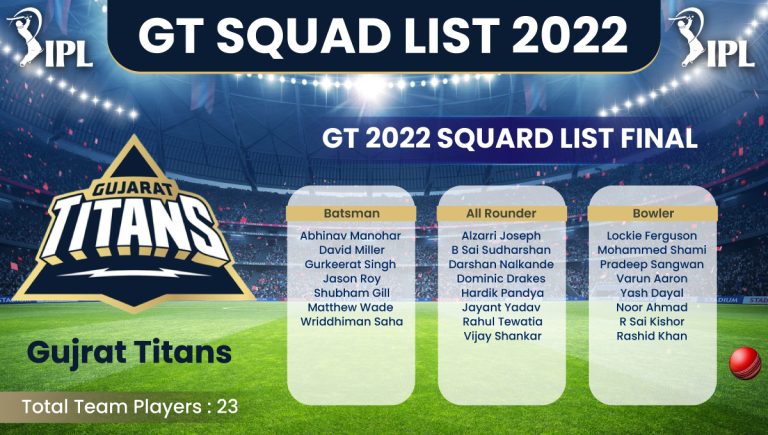 IPL
GT SQUAD LIST 2022
IPL
GT 2022 SQUARD LIST FINAL
GUJARAT
TITANS
Gujrat Titans
Total Team Players : 23
Batsman
Abhinav Manohar
David Miller
Gurkeerat Singh
Jason Roy
Shubham Gill
Matthew Wade
Wriddhiman Saha
All Rounder
Alzarri Joseph
B Sai Sudharshan
Darshan Nalkande
Dominic Drakes
Hardik Pandya
Jayant Yadav
Rahul Tewatia
Vijay Shankar
Bowler
Lockie Ferguson
Mohammed Shami
Pradeep Sangwan
Varun Aaron
Yash Dayal
Noor Ahmad
R Sai Kishor
Rashid Khan
STADIUM